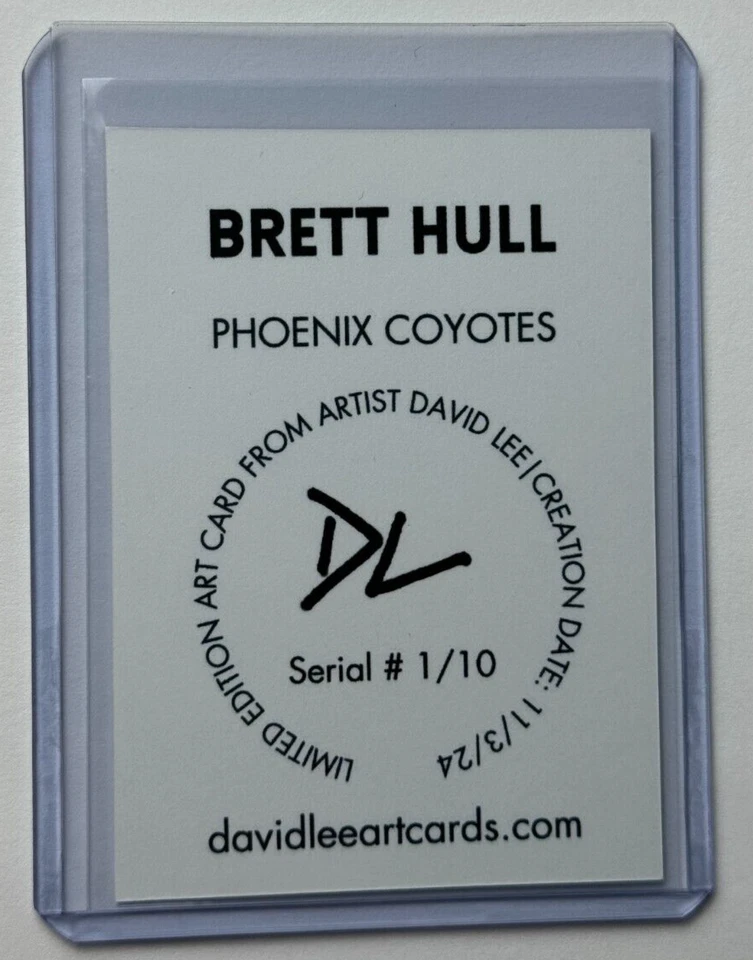 BRETT HULL
PHOENIX COYOTES
LIMITED EDITION ART CARD FROM ARTIST DAVID LEE|CREATION DATE: 11/3/24
DL
Serial # 1/10
davidleeartcards.com